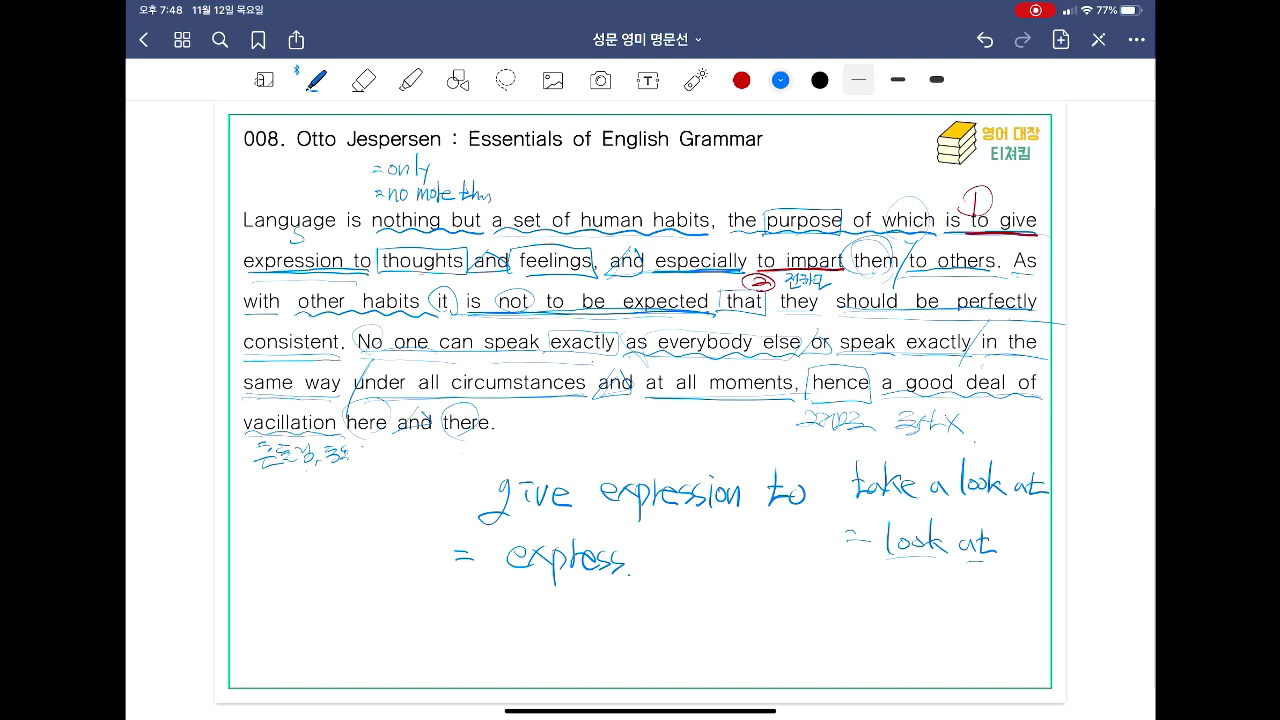 오후 7:48 11월 12일 목요일
77%
성문 영미 명문선
T
008. Otto Jespersen : Essentials of English Grammar
영어 대장
티쳐킴
= only
= no more than
①
Language is nothing but a set of human habits, the purpose of which is to give
S
expression to thoughts and feelings, and especially to impart them to others. As
② 전하다
with other habits it is not to be expected that they should be perfectly
consistent. No one can speak exactly as everybody else or speak exactly in the
same way under all circumstances and at all moments, hence a good deal of
vacillation here and there.
그러므로
give expression to
take a look at
= express.
= look at